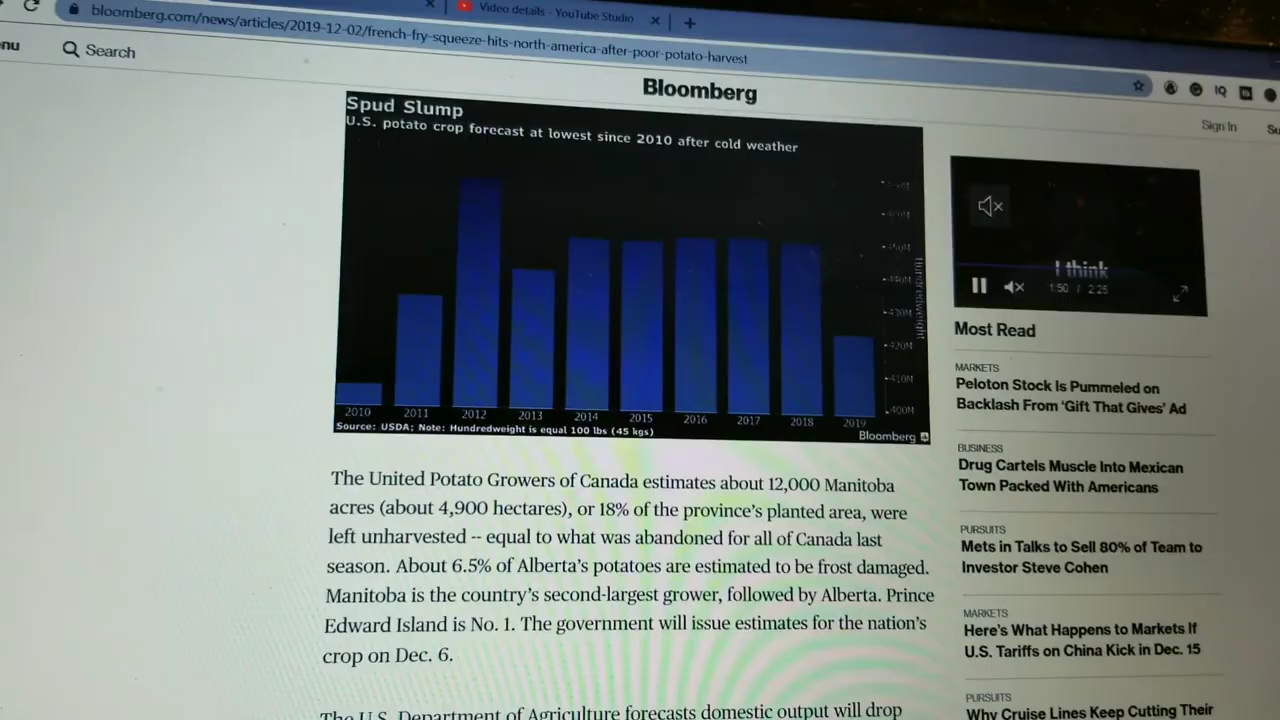 Video details - YouTube Studio
bloomberg.com/news/articles/2019-12-02/french-fry-squeeze-hits-north-america-after-poor-potato-harvest
nu
Search
Bloomberg
Sign In
Su
Spud Slump
U.S. potato crop forecast at lowest since 2010 after cold weather
450M
440M
430M
420M
410M
400M
Hundredweight
2010 2011 2012 2013 2014 2015 2016 2017 2018 2019
Source: USDA; Note: Hundredweight is equal 100 lbs (45 kgs)
Bloomberg
The United Potato Growers of Canada estimates about 12,000 Manitoba
acres (about 4,900 hectares), or 18% of the province's planted area, were
left unharvested -- equal to what was abandoned for all of Canada last
season. About 6.5% of Alberta's potatoes are estimated to be frost damaged.
Manitoba is the country's second-largest grower, followed by Alberta. Prince
Edward Island is No. 1. The government will issue estimates for the nation's
crop on Dec. 6.
The U.S. Department of Agriculture forecasts domestic output will drop
I think
1:50 / 2:25
Most Read
MARKETS
Peloton Stock Is Pummeled on
Backlash From 'Gift That Gives' Ad
BUSINESS
Drug Cartels Muscle Into Mexican
Town Packed With Americans
PURSUITS
Mets in Talks to Sell 80% of Team to
Investor Steve Cohen
MARKETS
Here's What Happens to Markets If
U.S. Tariffs on China Kick in Dec. 15
PURSUITS
Why Cruise Lines Keep Cutting Their